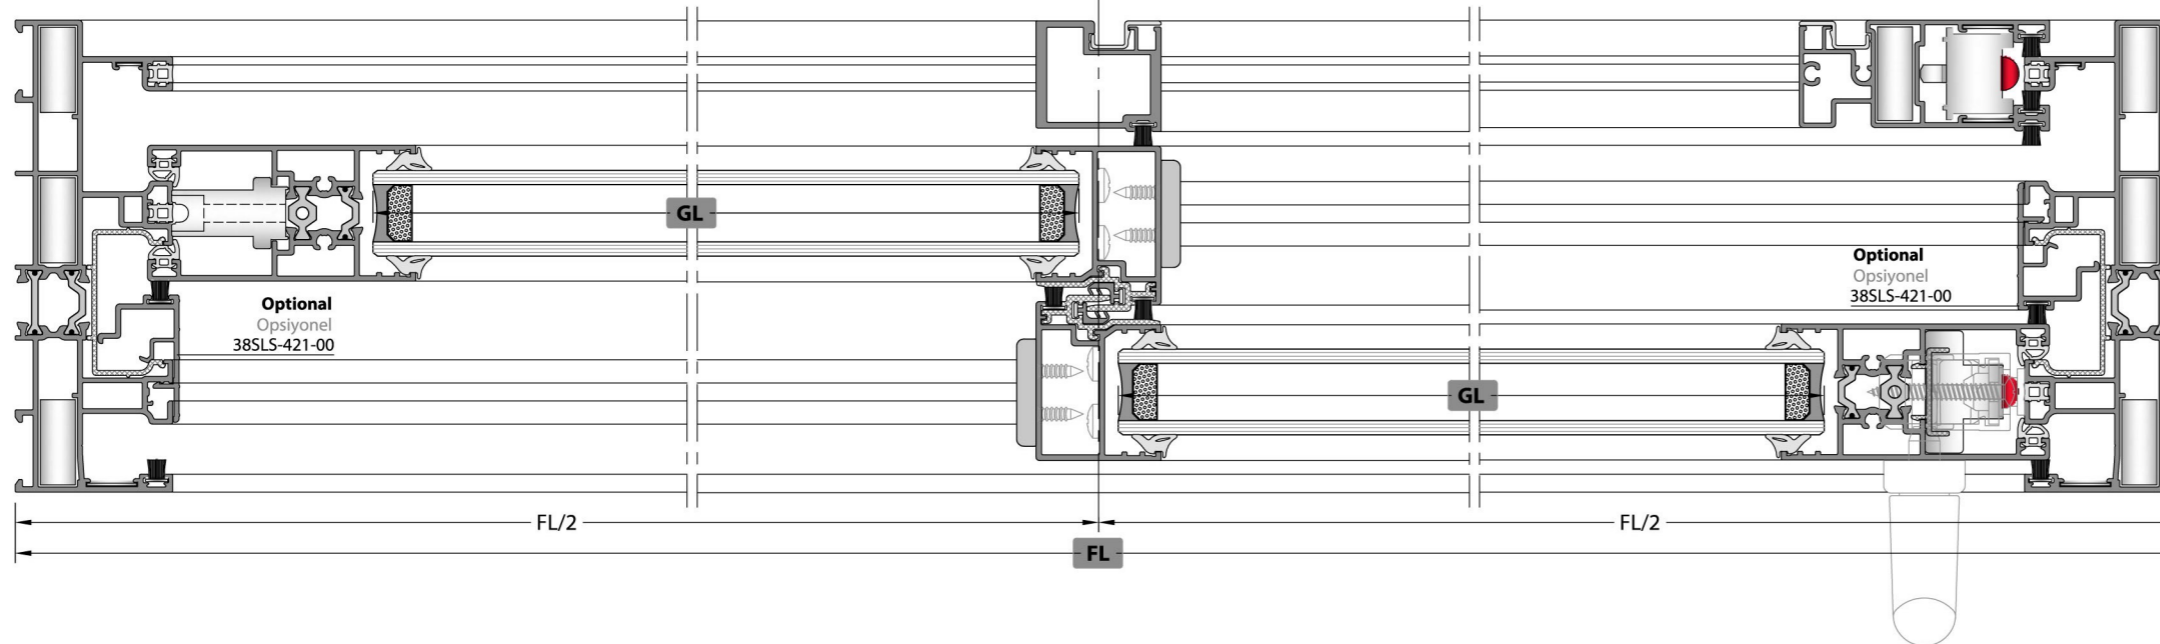 GL
Optional
Opsiyonel
38SLS-421-00
Optional
Opsiyonel
38SLS-421-00
GL
FL/2
FL/2
FL